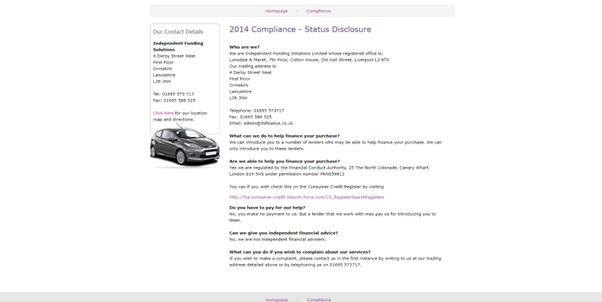 Homepage
Compliance
Our Contact Details
Independent Funding
Solutions
4 Derby Street West
First Floor
Ormskirk
Lancashire
L39 3NH
Tel: 01695 573 717
Fax: 01695 586 525
Click here for our location
map and directions.
2014 Compliance - Status Disclosure
Who are we?
We are Independent Funding Solutions Limited whose registered office is:
Lonsdale & Marsh, 7th Floor, Cotton House, Old Hall Street, Liverpool L3 9TX
Our trading address is:
4 Derby Street West
First Floor
Ormskirk
Lancashire
L39 3NH
Telephone: 01695 573717
Fax: 01695 586 525
EMail: admin@ifsfinance.co.uk
What can we do to help finance your purchase?
We can introduce you to a number of lenders who may be able to help finance your purchase. We can
only introduce you to these lenders.
Are we able to help you finance your purchase?
Yes we are regulated by the Financial Conduct Authority, 25 The North Colonade, Canary Wharf.
London E14 5HS under permission number FRN659813
You can if you wish check this on the Consumer Credit Register by visiting
http://fca-consumer-credit-interim.force.com/CS_RegisterSearchPageNew
Do you have to pay for our help?
No, you make no payment to us. But a lender that we work with may pay us for introducing you to
them.
Can we give you independent financial advice?
No, we are not independent financial advisers.
What can you do if you wish to complain about our services?
If you wish to make a complaint, please contact us in the first instance by writing to us at our trading
address detailed above or by telephoning us on 01695 573717.
Homepage
Compliance